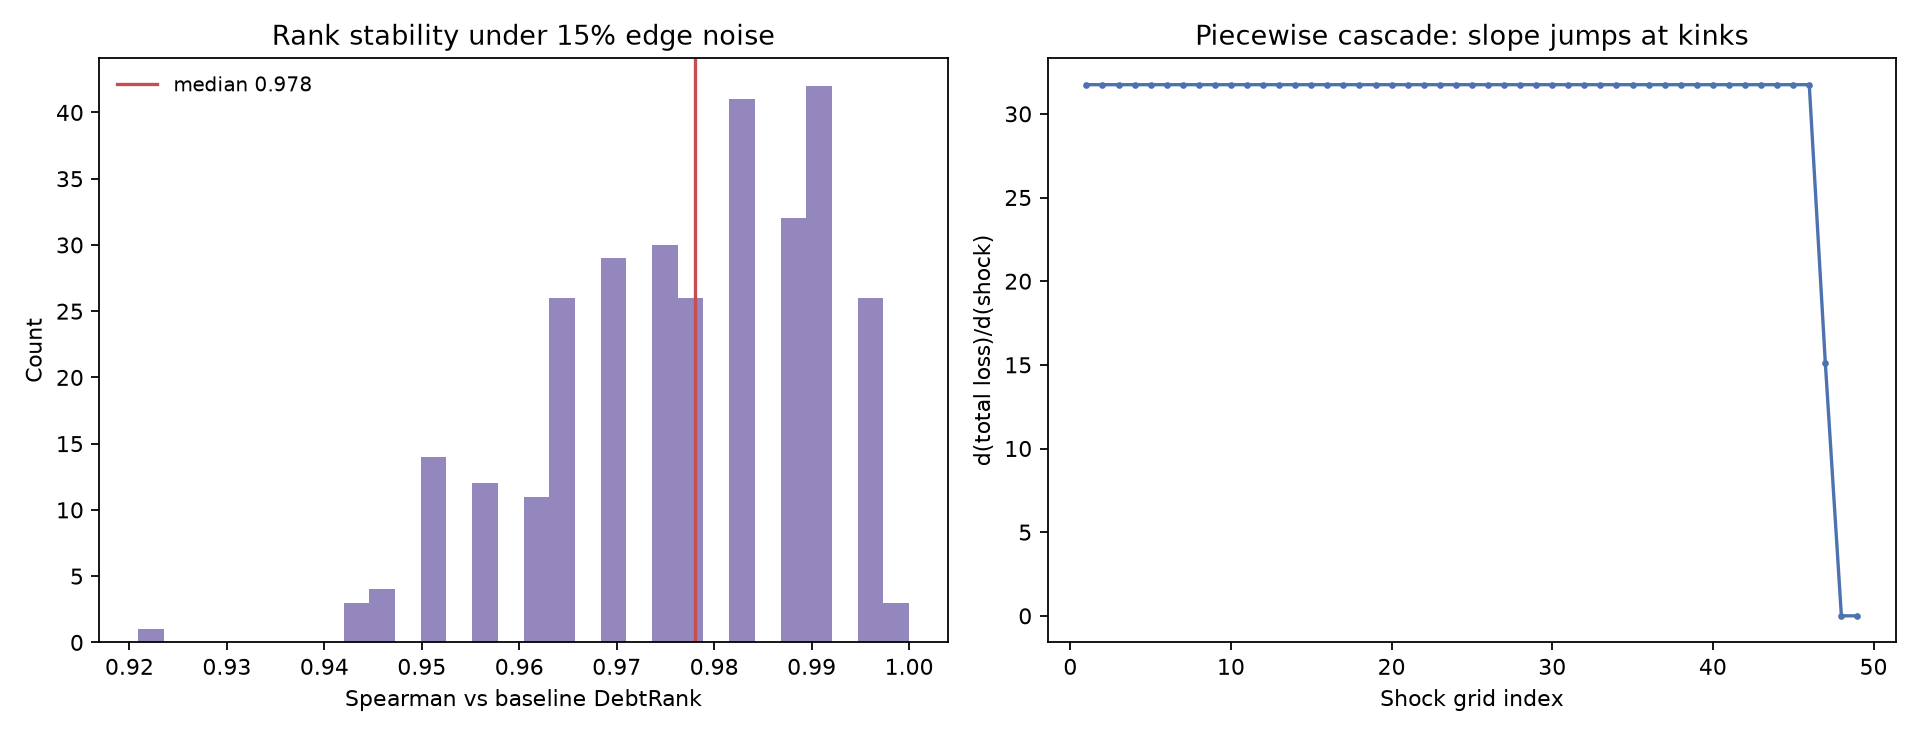 Rank stability under 15% edge noise
median 0.978
40
35
30
25
20
15
10
5
0
Count
0.92 0.93 0.94 0.95 0.96 0.97 0.98 0.99 1.00
Spearman vs baseline DebtRank
Piecewise cascade: slope jumps at kinks
30
25
20
15
10
5
0
d(total loss)/d(shock)
0 10 20 30 40 50
Shock grid index